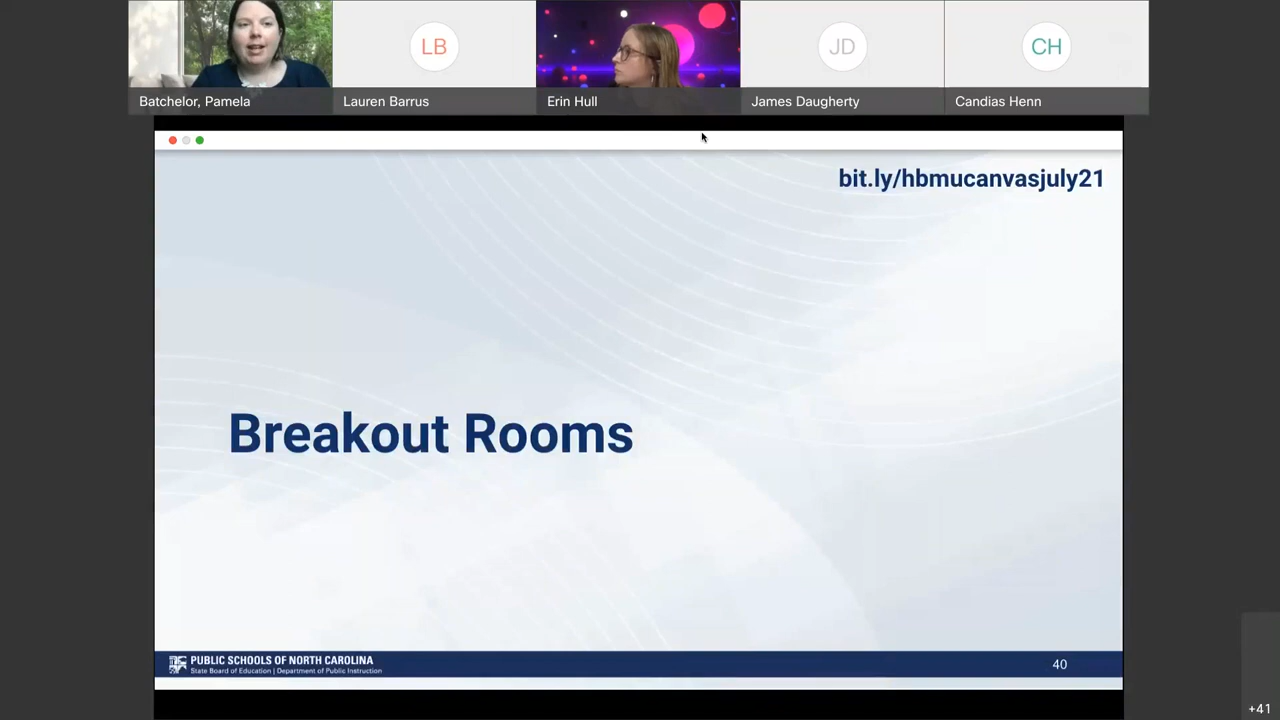 LB
JD
CH
Batchelor, Pamela
Lauren Barrus
Erin Hull
James Daugherty
Candias Henn
bit.ly/hbmucanvasjuly21
Breakout Rooms
PUBLIC SCHOOLS OF NORTH CAROLINA
State Board of Education | Department of Public Instruction
40
+41